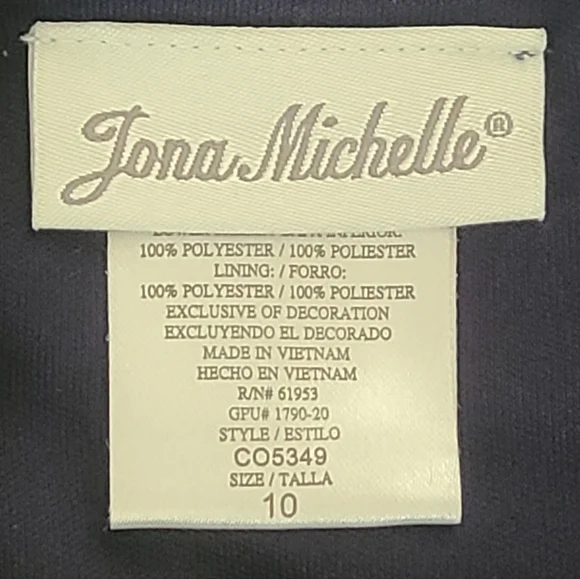 Jona Michelle®
100% POLYESTER / 100% POLIESTER
LINING: / FORRO:
100% POLYESTER / 100% POLIESTER
EXCLUSIVE OF DECORATION
EXCLUYENDO EL DECORADO
MADE IN VIETNAM
HECHO EN VIETNAM
R/N# 61953
GFU# 1790-20
STYLE / ESTILO
CO5349
SIZE / TALLA
10